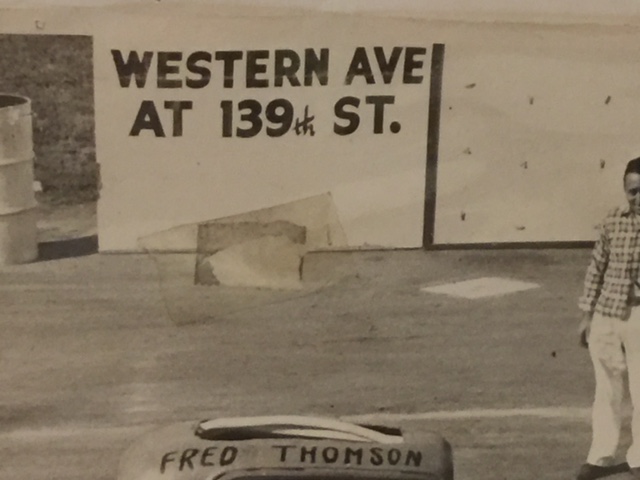 WESTERN AVE
AT 139th ST.
FRED THOMSON